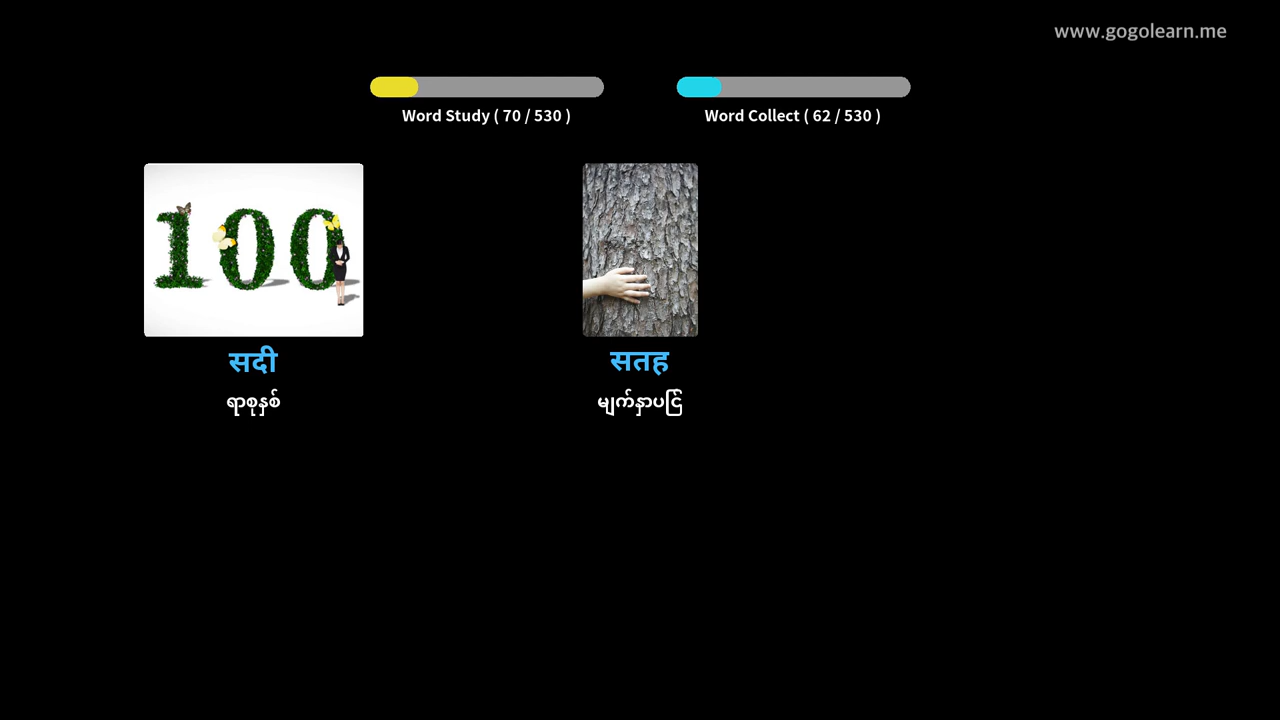 www.gogolearn.me
Word Study ( 70 / 530 )
Word Collect ( 62 / 530 )
100
सदी
सतह
ရာစုနှစ်
မျက်နှာပြင်